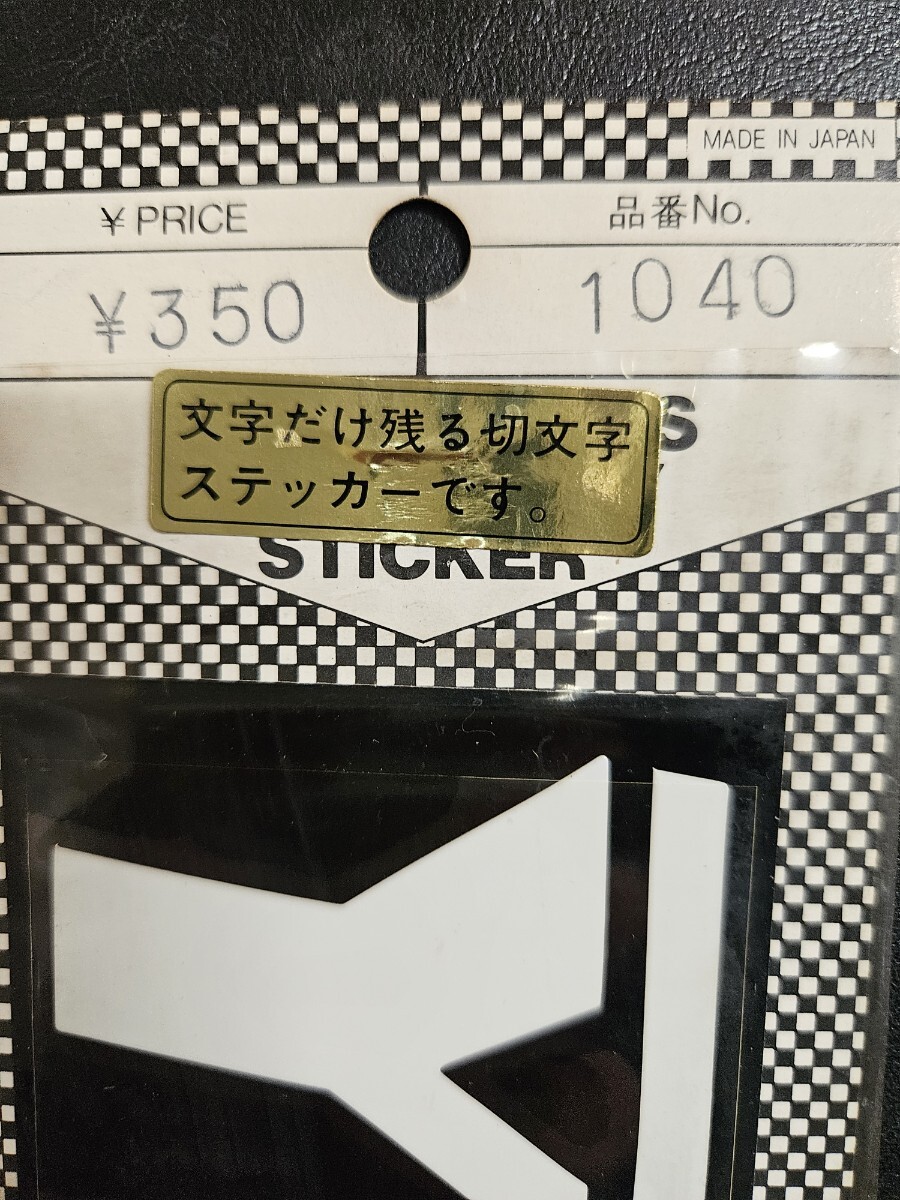 MADE IN JAPAN
¥ PRICE
品番No.
¥350
1040
文字だけ残る切文字
ステッカーです。
STICKER